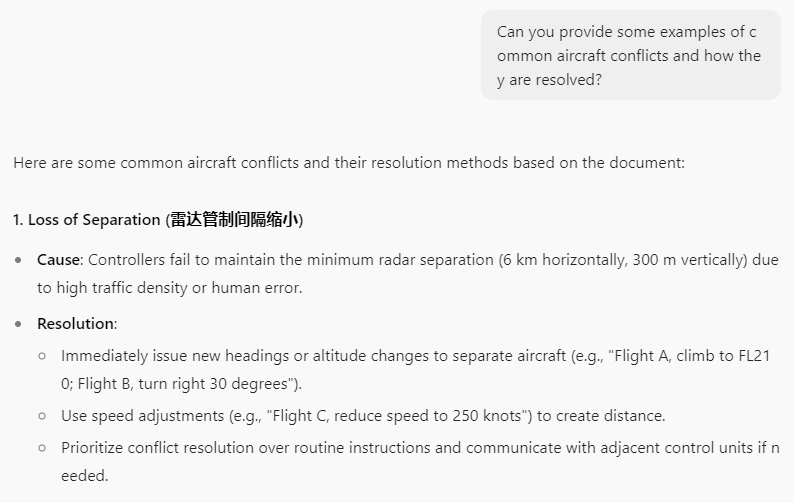 Can you provide some examples of c
ommon aircraft conflicts and how the
y are resolved?
Here are some common aircraft conflicts and their resolution methods based on the document:
1. Loss of Separation (雷达管制间隔缩小)
Cause: Controllers fail to maintain the minimum radar separation (6 km horizontally, 300 m vertically) due
to high traffic density or human error.
Resolution:
Immediately issue new headings or altitude changes to separate aircraft (e.g., "Flight A, climb to FL21
0; Flight B, turn right 30 degrees").
Use speed adjustments (e.g., "Flight C, reduce speed to 250 knots") to create distance.
Prioritize conflict resolution over routine instructions and communicate with adjacent control units if n
eeded.